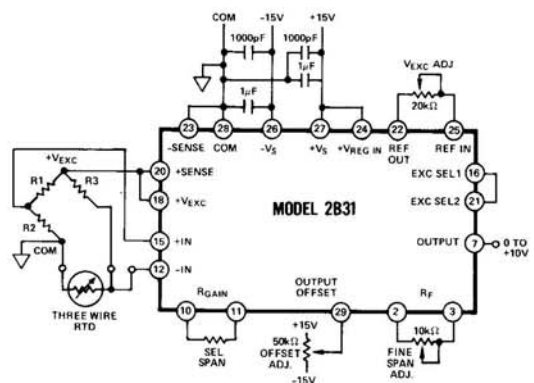 COM -15V +15V
1000pF 1000pF
1µF
1µF
VEXC ADJ
20kΩ
23 28 26 27 24 22 25
-SENSE COM -VS +VS +VREG IN REF OUT REF IN
+VEXC
R1 R3
R2
COM
THREE WIRE RTD
20 +SENSE
18 +VEXC
15 +IN
12 -IN
MODEL 2B31
EXC SEL1 16
EXC SEL2 21
OUTPUT 7 0 TO +10V
RGAIN
OUTPUT OFFSET
RF
10 11 29 2 3
SEL SPAN
+15V
50kΩ
OFFSET ADJ.
-15V
10kΩ
FINE SPAN ADJ.